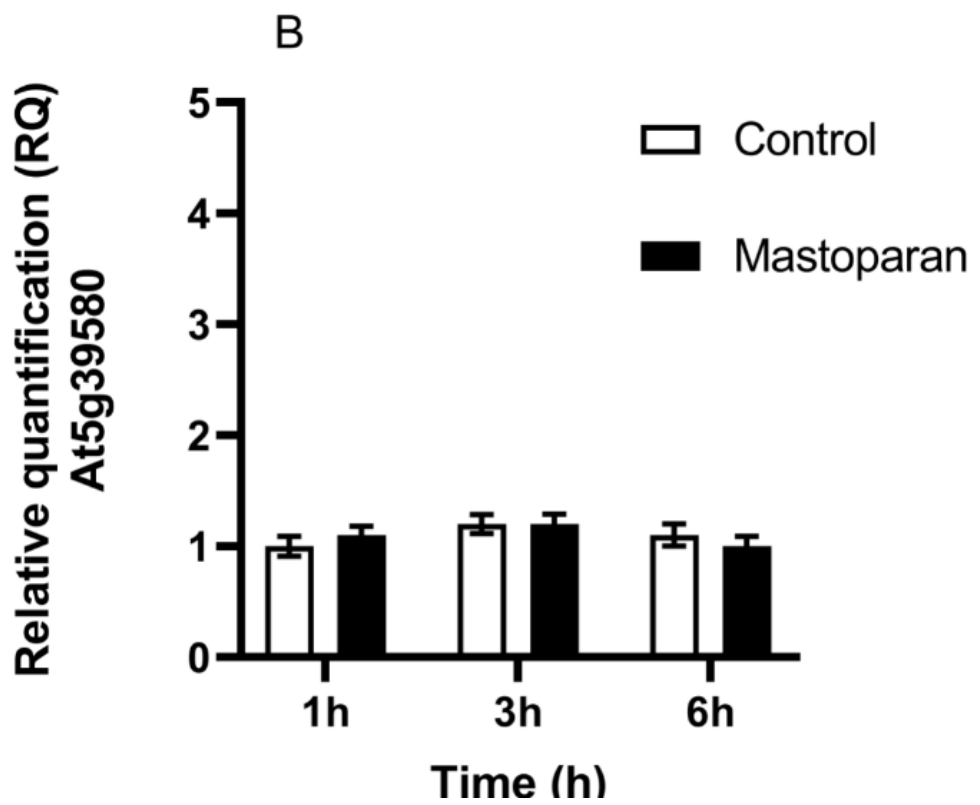 B
Relative quantification (RQ)
At5g39580
5
4
3
2
1
0
Control
Mastoparan
1h
3h
6h
Time (h)